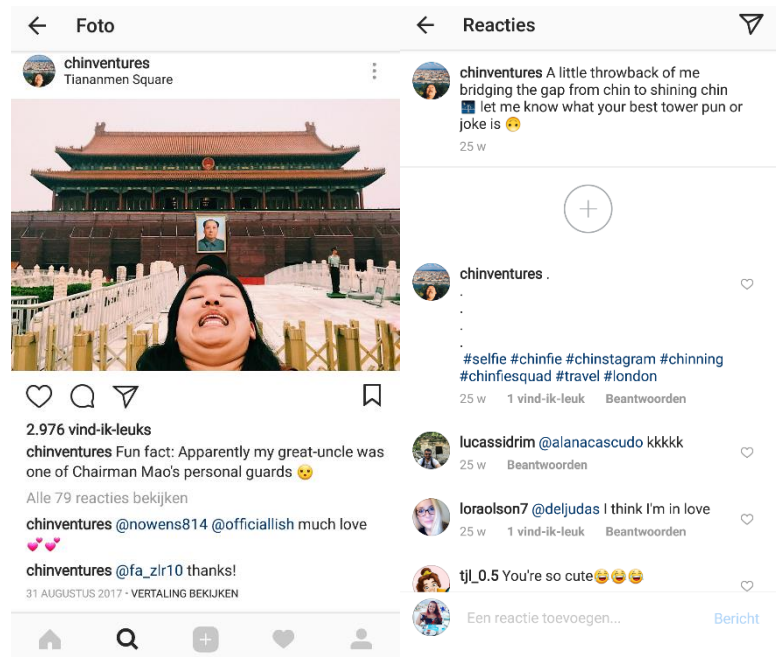 Foto
chinventures
Tiananmen Square
2.976 vind-ik-leuks
chinventures Fun fact: Apparently my great-uncle was
one of Chairman Mao's personal guards 😉
Alle 79 reacties bekijken
chinventures @nowens814 @officiallish much love
💕💕
chinventures @fa_zlr10 thanks!
31 AUGUSTUS 2017 • VERTALING BEKIJKEN
Reacties
chinventures A little throwback of me
bridging the gap from chin to shining chin
🌉 let me know what your best tower pun or
joke is 🙃
25 w
chinventures .
.
.
.
.
#selfie #chinfie #chinstagram #chinning
#chinfiesquad #travel #london
25 w 1 vind-ik-leuk Beantwoorden
lucassidrim @alanacascudo kkkkk
25 w Beantwoorden
loraolson7 @deljudas I think I'm in love
25 w 1 vind-ik-leuk Beantwoorden
tjl_0.5 You're so cute😂😂😂
Een reactie toevoegen... Bericht